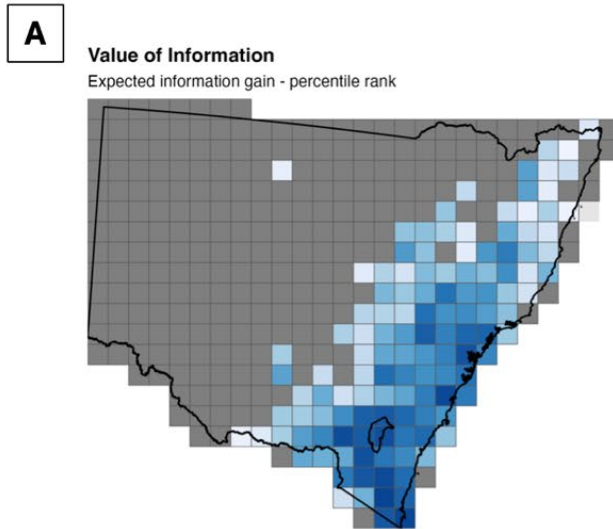 A
Value of Information
Expected information gain - percentile rank